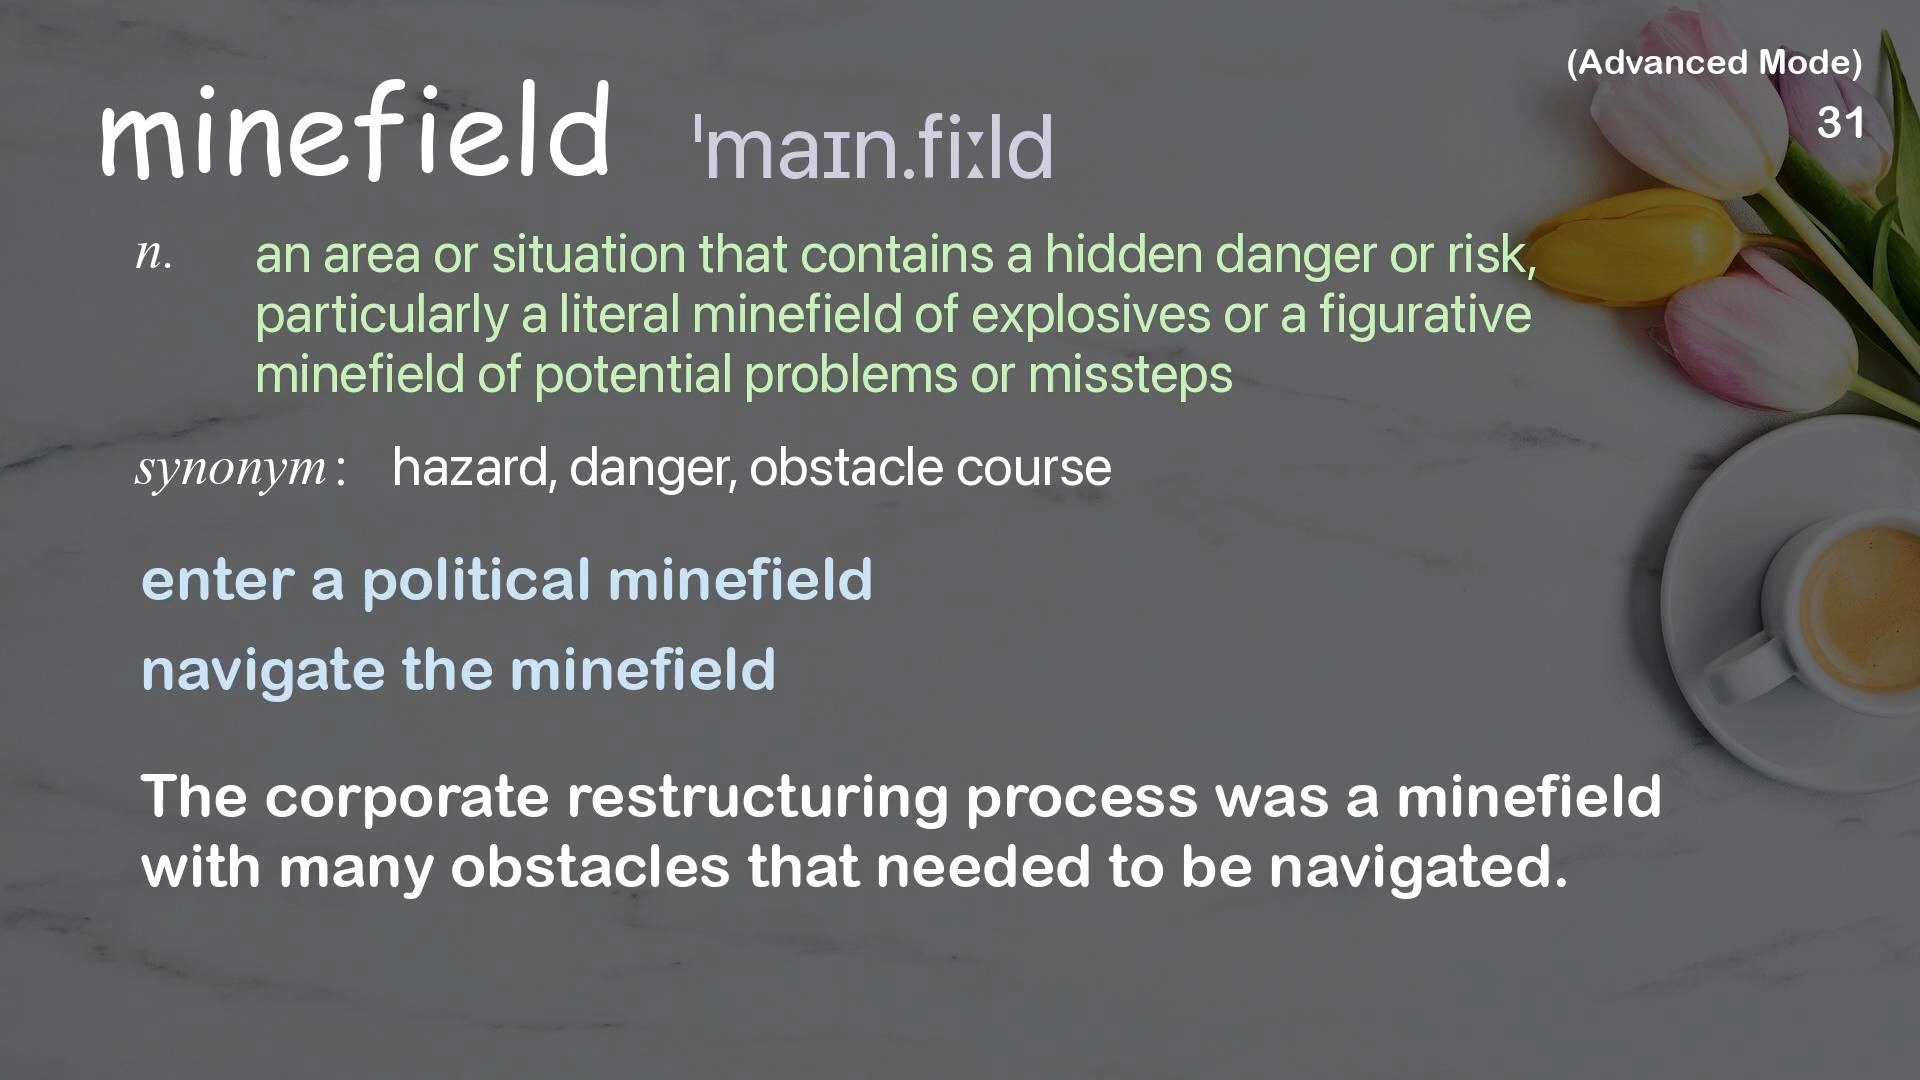 (Advanced Mode)
31
minefield ˈmaɪn.fiːld
n. an area or situation that contains a hidden danger or risk,
particularly a literal minefield of explosives or a figurative
minefield of potential problems or missteps
synonym: hazard, danger, obstacle course
enter a political minefield
navigate the minefield
The corporate restructuring process was a minefield
with many obstacles that needed to be navigated.